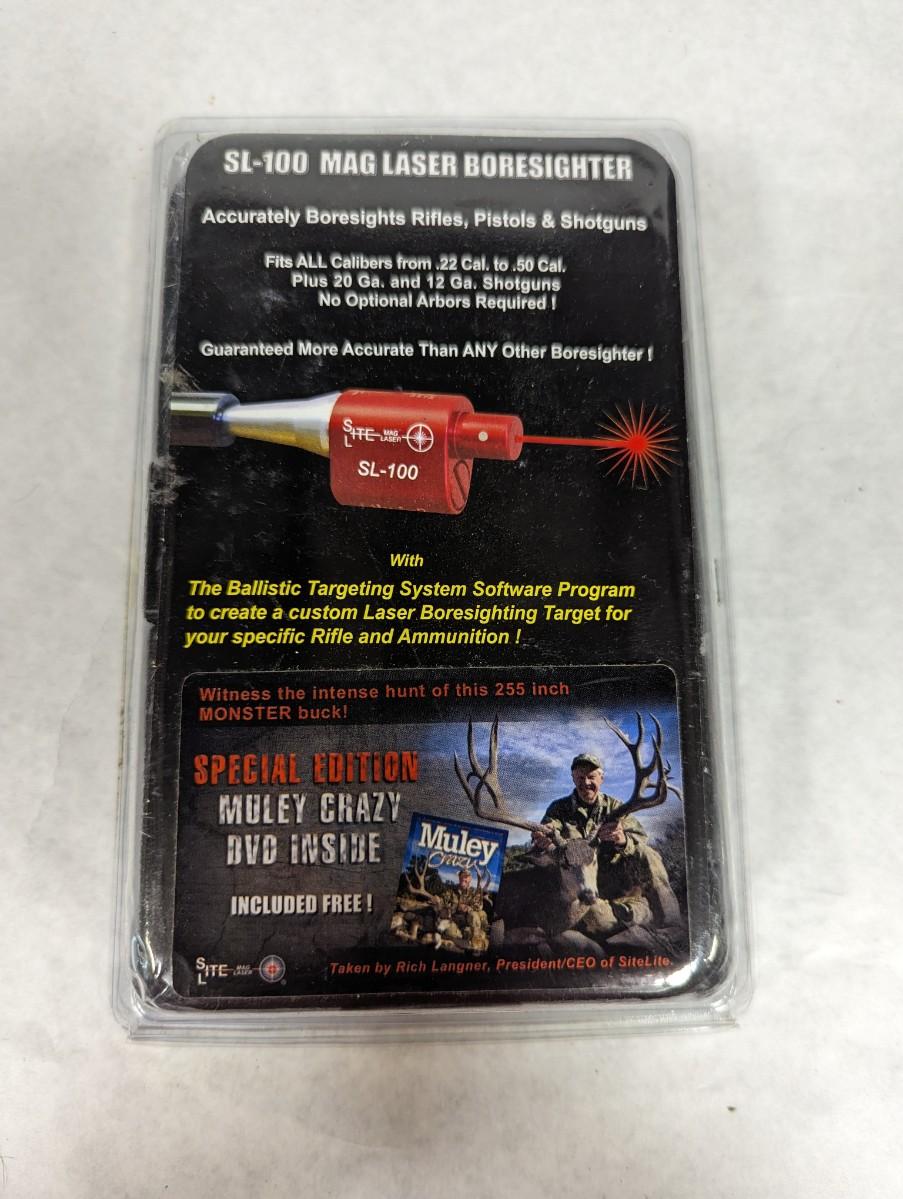 SL-100 MAG LASER BORESIGHTER
Accurately Boresights Rifles, Pistols & Shotguns
Fits ALL Calibers from .22 Cal. to .50 Cal.
Plus 20 Ga. and 12 Ga. Shotguns
No Optional Arbors Required !
Guaranteed More Accurate Than ANY Other Boresighter !
SITE MAG
L LASER
SL-100
With
The Ballistic Targeting System Software Program
to create a custom Laser Boresighting Target for
your specific Rifle and Ammunition !
Witness the intense hunt of this 255 inch
MONSTER buck!
SPECIAL EDITION
MULEY CRAZY
DVD INSIDE
INCLUDED FREE !
Muley
Crazy
SITE MAG
L LASER
Taken by Rich Langner, President/CEO of SiteLite.